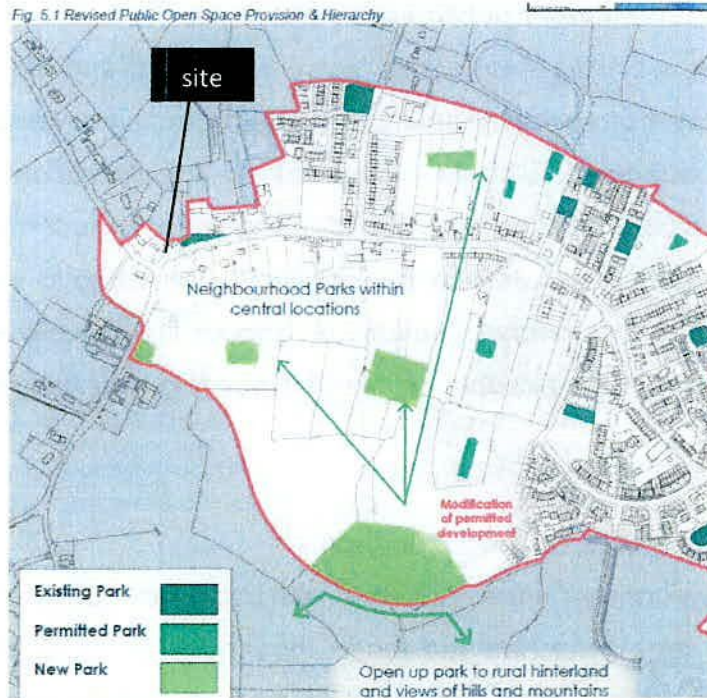 Fig. 5.1 Revised Public Open Space Provision & Hierarchy
site
Neighbourhood Parks within
central locations
Modification
of permitted
development
Existing Park
Permitted Park
New Park
Open up park to rural hinterland
and views of hills and mountains